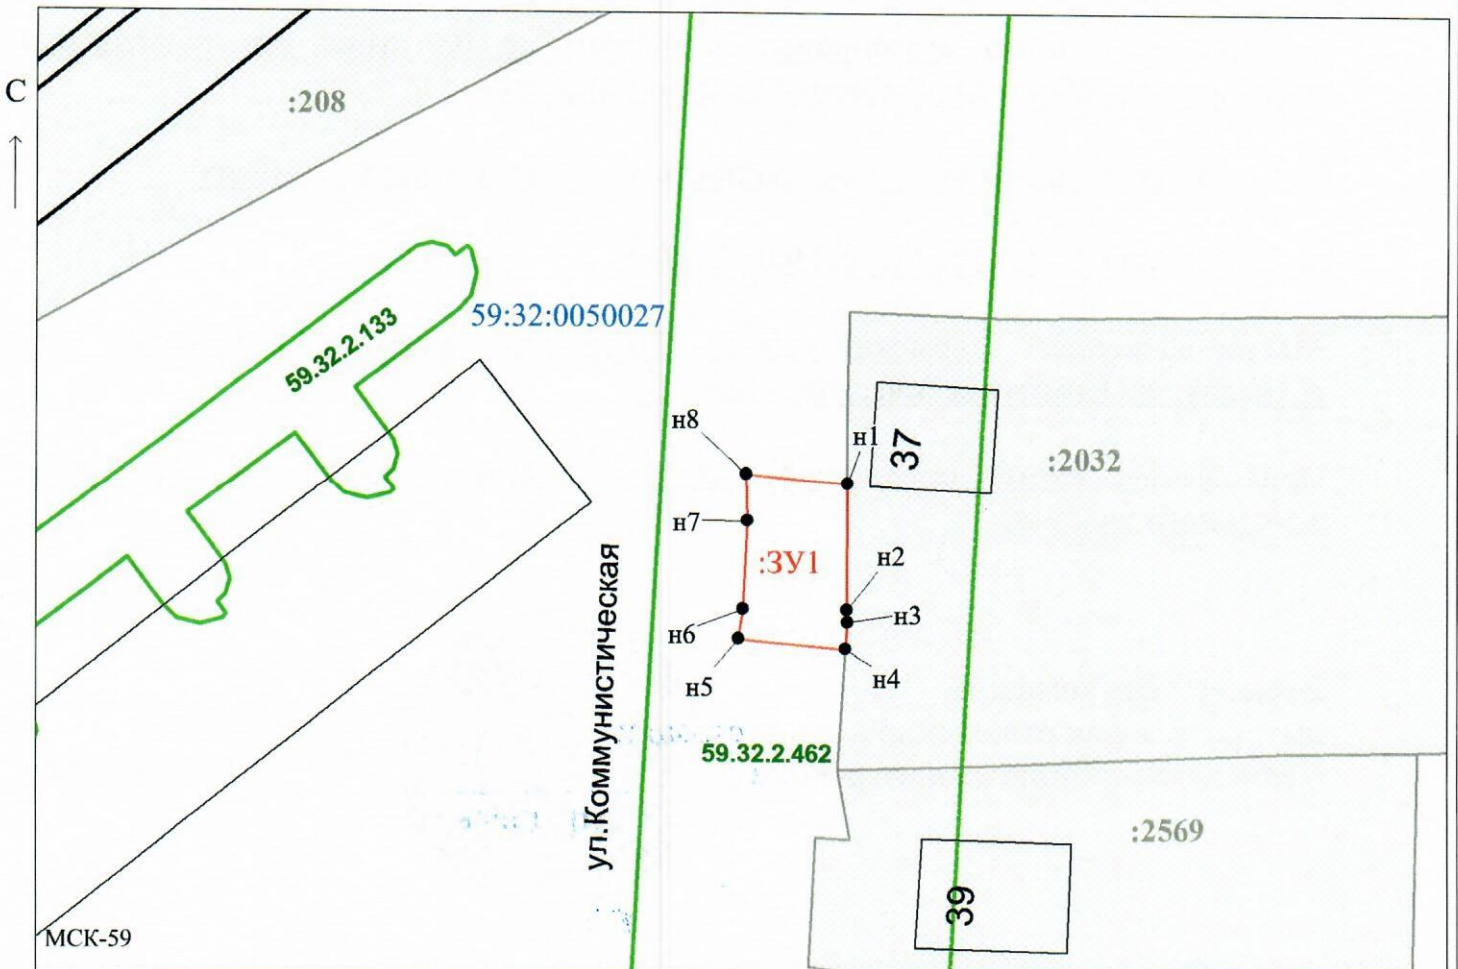 С
:208
59.32.2.133
59:32:0050027
н8
н1
37
:2032
н7
:ЗУ1
н2
н3
н6
н5
н4
ул.Коммунистическая
59.32.2.462
:2569
39
МСК-59